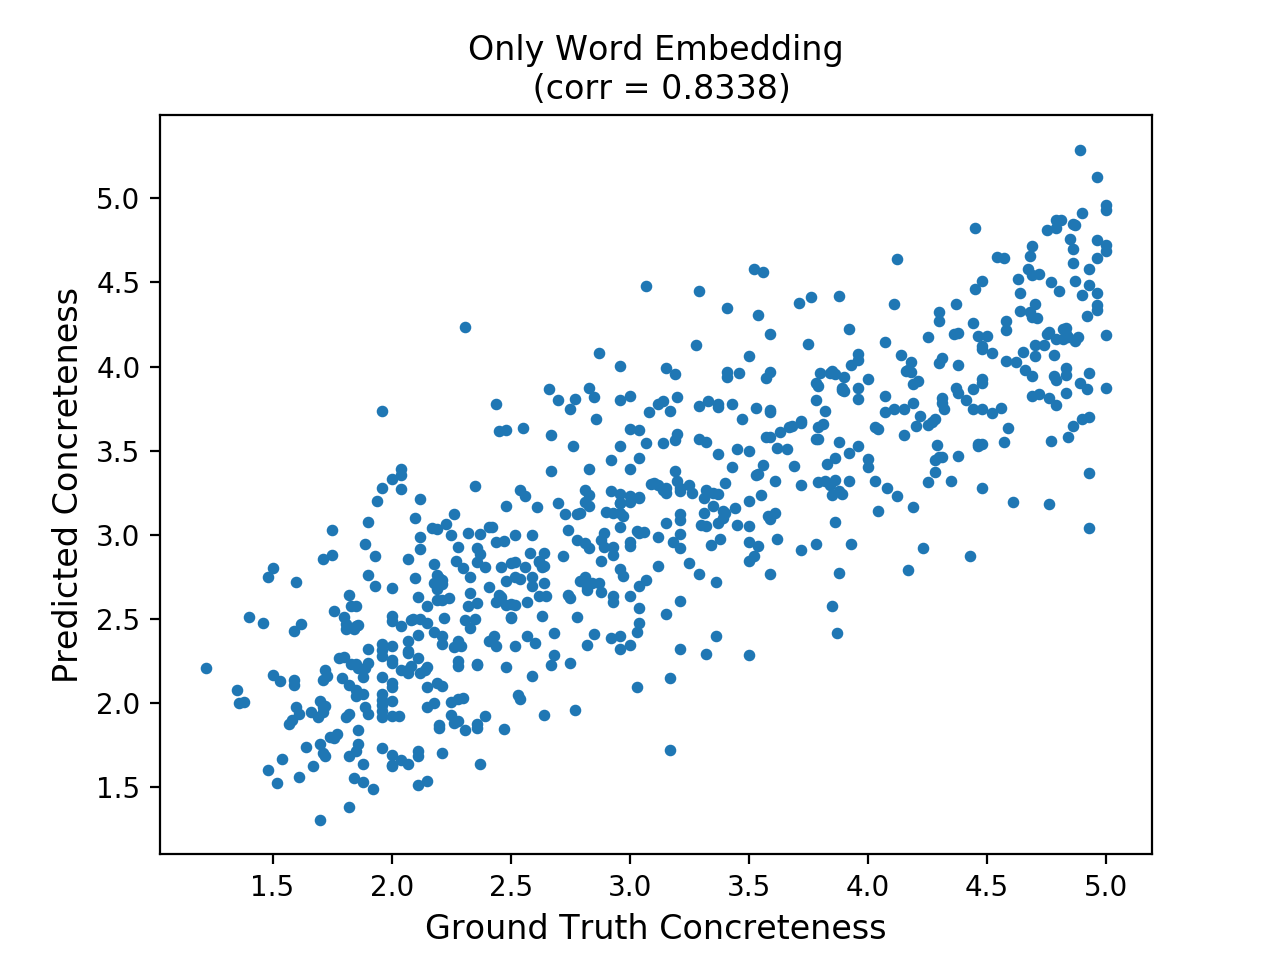 Only Word Embedding
(corr = 0.8338)
Predicted Concreteness
5.0
4.5
4.0
3.5
3.0
2.5
2.0
1.5
1.5 2.0 2.5 3.0 3.5 4.0 4.5 5.0
Ground Truth Concreteness